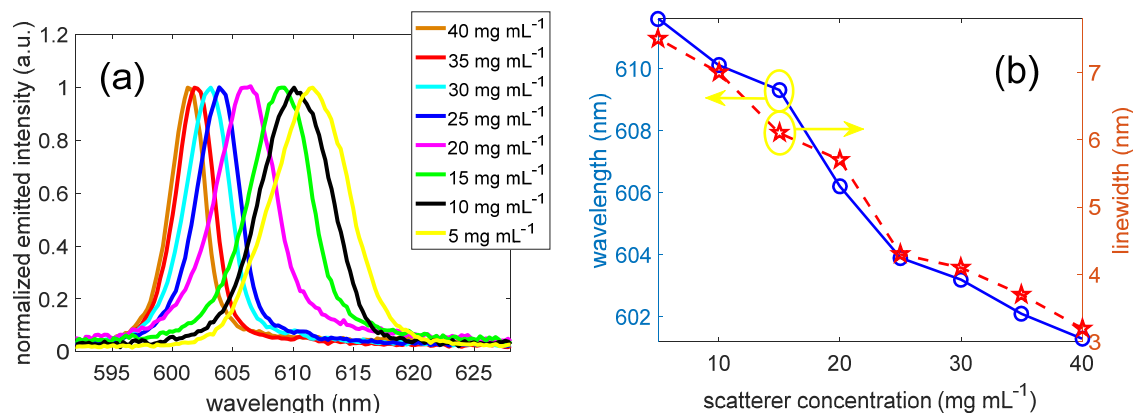 (a)
normalized emitted intensity (a.u.)
1.2
1
0.8
0.6
0.4
0.2
0
595 600 605 610 615 620 625
wavelength (nm)
40 mg mL⁻¹
35 mg mL⁻¹
30 mg mL⁻¹
25 mg mL⁻¹
20 mg mL⁻¹
15 mg mL⁻¹
10 mg mL⁻¹
5 mg mL⁻¹
(b)
wavelength (nm)
610
608
606
604
602
10 20 30 40
scatterer concentration (mg mL⁻¹)
7
6
5
4
3
linewidth (nm)